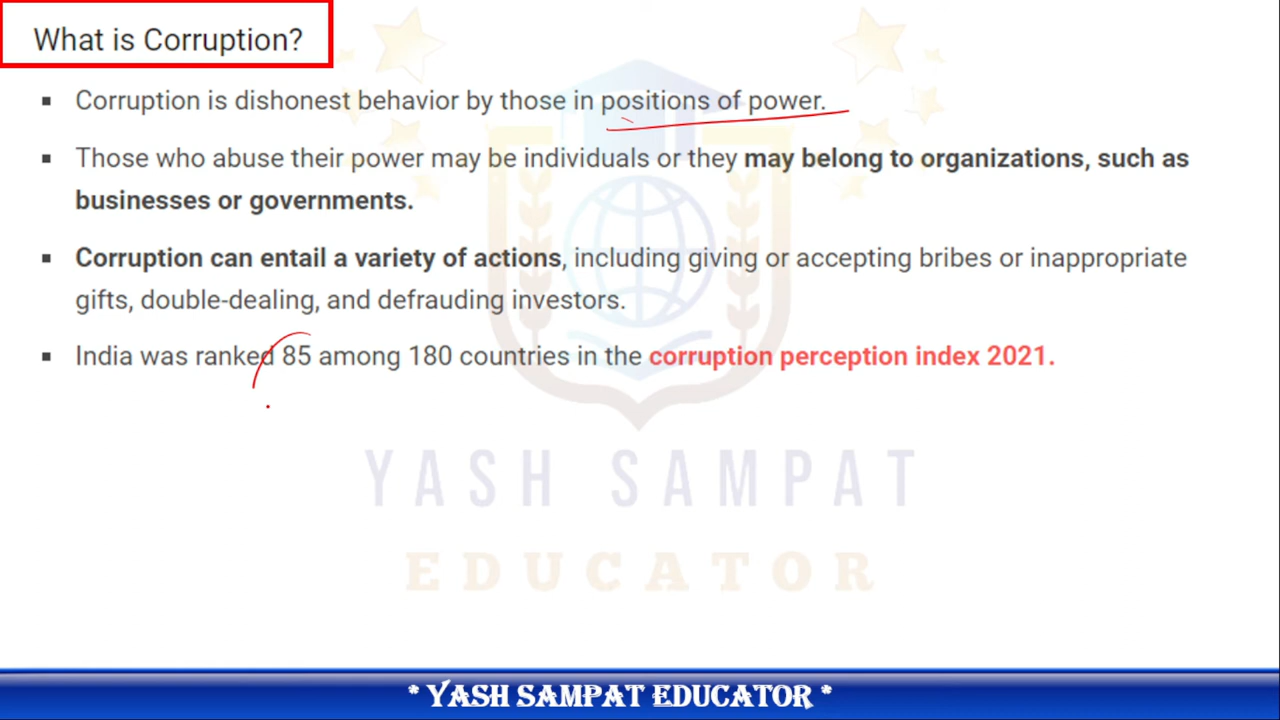 What is Corruption?
▪ Corruption is dishonest behavior by those in positions of power.
▪ Those who abuse their power may be individuals or they may belong to organizations, such as
businesses or governments.
▪ Corruption can entail a variety of actions, including giving or accepting bribes or inappropriate
gifts, double-dealing, and defrauding investors.
▪ India was ranked 85 among 180 countries in the corruption perception index 2021.
YASH SAMPAT
EDUCATOR
* YASH SAMPAT EDUCATOR *